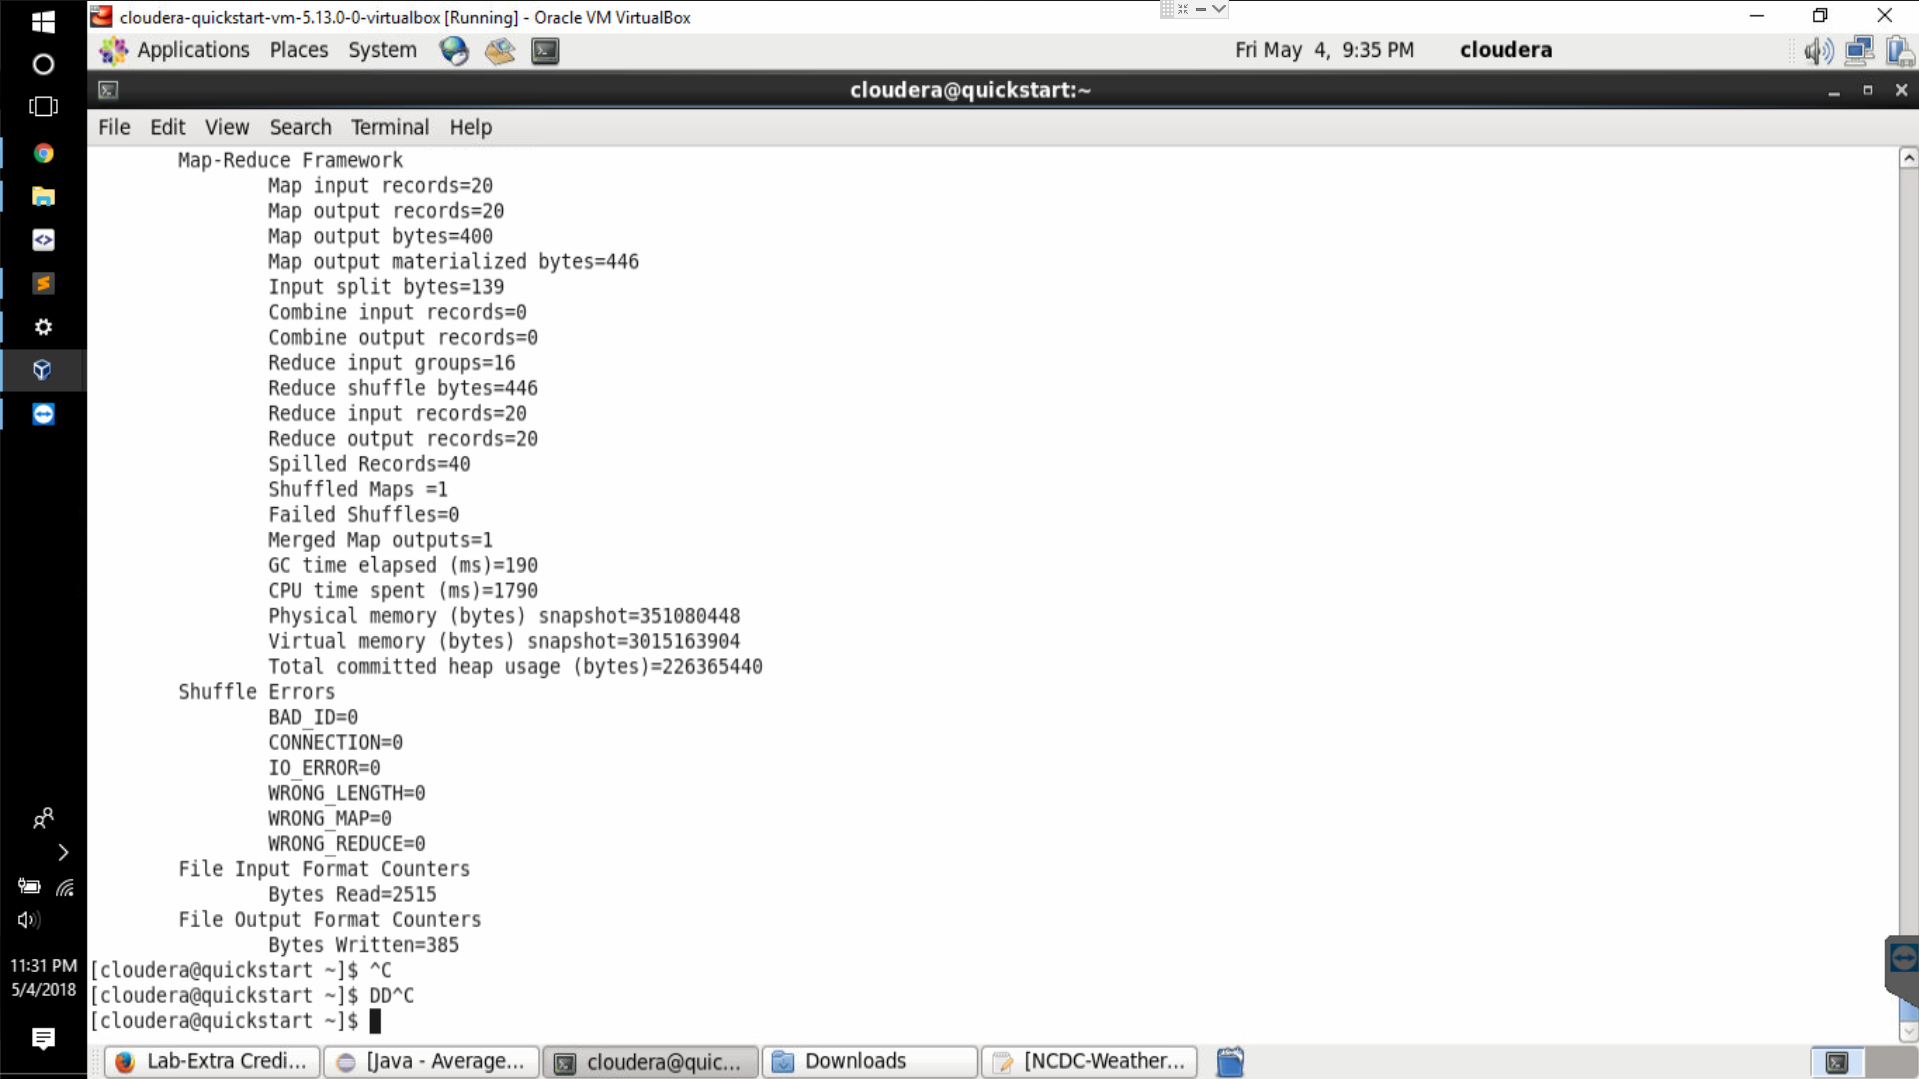 cloudera-quickstart-vm-5.13.0-0-virtualbox [Running] - Oracle VM VirtualBox
Applications Places System Fri May 4, 9:35 PM cloudera
cloudera@quickstart:~
File Edit View Search Terminal Help
Map-Reduce Framework
Map input records=20
Map output records=20
Map output bytes=400
Map output materialized bytes=446
Input split bytes=139
Combine input records=0
Combine output records=0
Reduce input groups=16
Reduce shuffle bytes=446
Reduce input records=20
Reduce output records=20
Spilled Records=40
Shuffled Maps =1
Failed Shuffles=0
Merged Map outputs=1
GC time elapsed (ms)=190
CPU time spent (ms)=1790
Physical memory (bytes) snapshot=351080448
Virtual memory (bytes) snapshot=3015163904
Total committed heap usage (bytes)=226365440
Shuffle Errors
BAD_ID=0
CONNECTION=0
IO_ERROR=0
WRONG_LENGTH=0
WRONG_MAP=0
WRONG_REDUCE=0
File Input Format Counters
Bytes Read=2515
File Output Format Counters
Bytes Written=385
[cloudera@quickstart ~]$ ^C
[cloudera@quickstart ~]$ DD^C
[cloudera@quickstart ~]$
11:31 PM
5/4/2018
Lab-Extra Credi... [Java - Average... cloudera@quic... Downloads [NCDC-Weather...